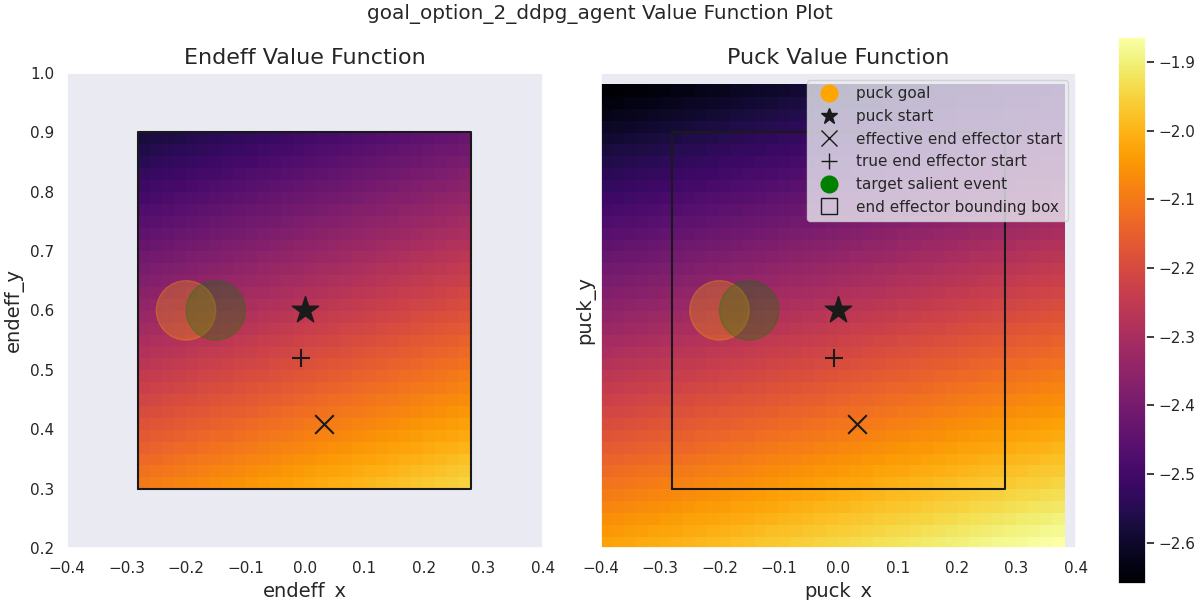 goal_option_2_ddpg_agent Value Function Plot
Endeff Value Function
endeff_y
1.0
0.9
0.8
0.7
0.6
0.5
0.4
0.3
0.2
−0.4 −0.3 −0.2 −0.1 0.0 0.1 0.2 0.3 0.4
endeff_x
Puck Value Function
puck_y
puck goal
puck start
effective end effector start
true end effector start
target salient event
end effector bounding box
−0.4 −0.3 −0.2 −0.1 0.0 0.1 0.2 0.3 0.4
puck_x
−1.9
−2.0
−2.1
−2.2
−2.3
−2.4
−2.5
−2.6